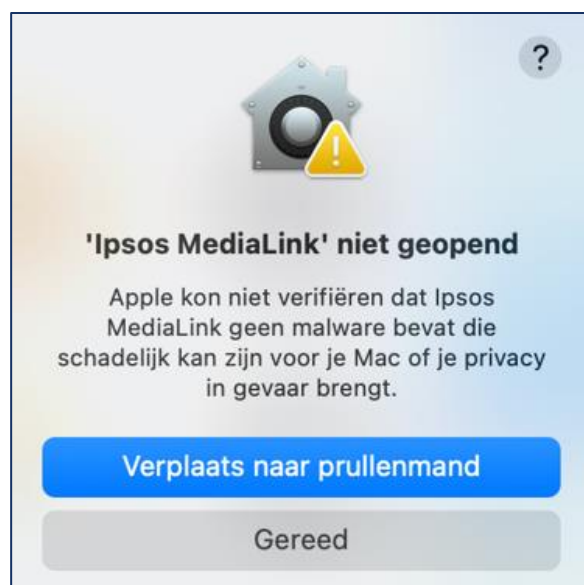 ?
'Ipsos MediaLink' niet geopend
Apple kon niet verifiëren dat Ipsos
MediaLink geen malware bevat die
schadelijk kan zijn voor je Mac of je privacy
in gevaar brengt.
Verplaats naar prullenmand
Gereed